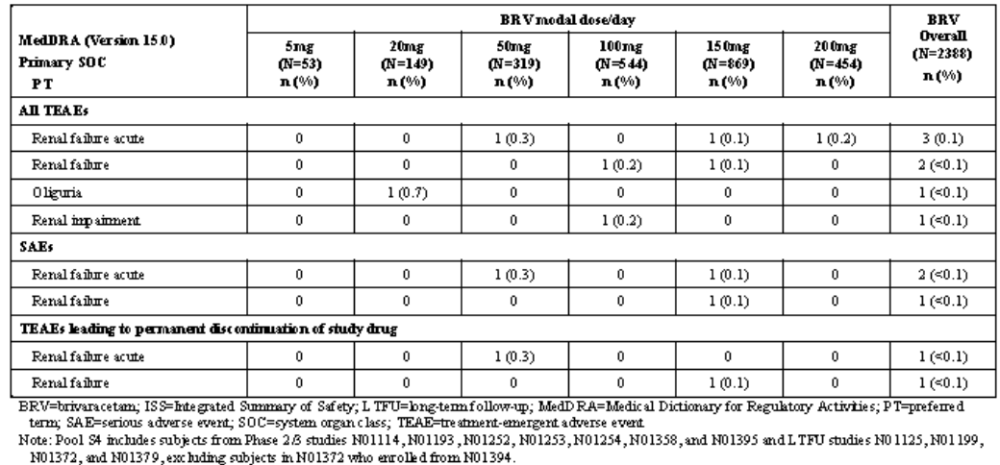 BRV modal dose/day BRV Overall (N=2388) n (%)
MedDRA (Version 15.0) Primary SOC PT 5mg (N=53) n (%) 20mg (N=149) n (%) 50mg (N=319) n (%) 100mg (N=544) n (%) 150mg (N=869) n (%) 200mg (N=454) n (%)
All TEAEs
Renal failure acute 0 0 1 (0.3) 0 1 (0.1) 1 (0.2) 3 (0.1)
Renal failure 0 0 0 1 (0.2) 1 (0.1) 0 2 (<0.1)
Oliguria 0 1 (0.7) 0 0 0 0 1 (<0.1)
Renal impairment 0 0 0 1 (0.2) 0 0 1 (<0.1)
SAEs
Renal failure acute 0 0 1 (0.3) 0 1 (0.1) 0 2 (<0.1)
Renal failure 0 0 0 0 1 (0.1) 0 1 (<0.1)
TEAEs leading to permanent discontinuation of study drug
Renal failure acute 0 0 1 (0.3) 0 0 0 1 (<0.1)
Renal failure 0 0 0 0 1 (0.1) 0 1 (<0.1)
BRV=brivaracetam; ISS=Integrated Summary of Safety; LTFU=long-term follow-up; MedDRA=Medical Dictionary for Regulatory Activities; PT=preferred
term; SAE=serious adverse event; SOC=system organ class; TEAE=treatment-emergent adverse event
Note: Pool S4 includes subjects from Phase 2/3 studies N01114, N01193, N01252, N01253, N01254, N01358, and N01395 and LTFU studies N01125, N01199,
N01372, and N01379, excluding subjects in N01372 who enrolled from N01394.